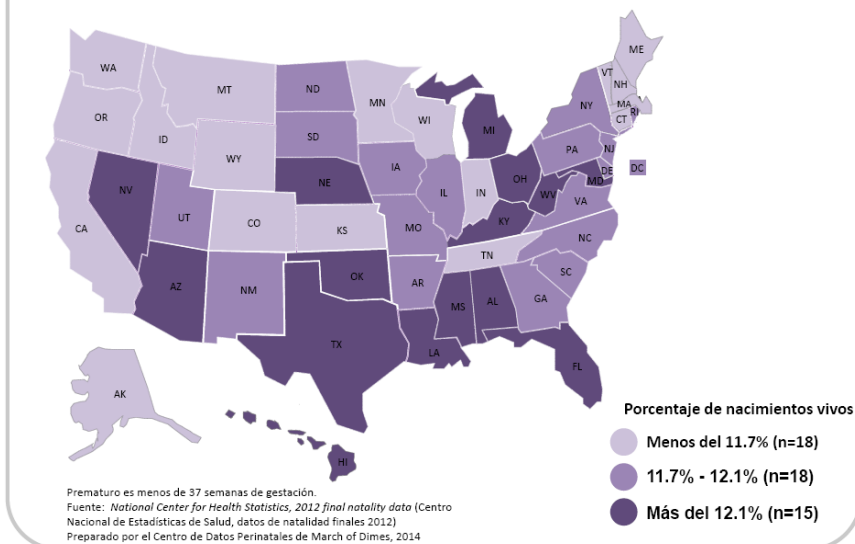 ME
WA
VT
NH
MT
ND
MN
OR
MA
NY
WI
CT
RI
ID
SD
MI
WY
PA
NJ
IA
DC
NE
OH
DE
IN
NV
IL
MD
WV
UT
VA
CO
CA
KS
MO
KY
NC
TN
OK
SC
AZ
AR
NM
GA
MS
AL
TX
LA
FL
AK
HI
Porcentaje de nacimientos vivos
Menos del 11.7% (n=18)
11.7% - 12.1% (n=18)
Más del 12.1% (n=15)
Prematuro es menos de 37 semanas de gestación.
Fuente: National Center for Health Statistics, 2012 final natality data (Centro
Nacional de Estadísticas de Salud, datos de natalidad finales 2012)
Preparado por el Centro de Datos Perinatales de March of Dimes, 2014